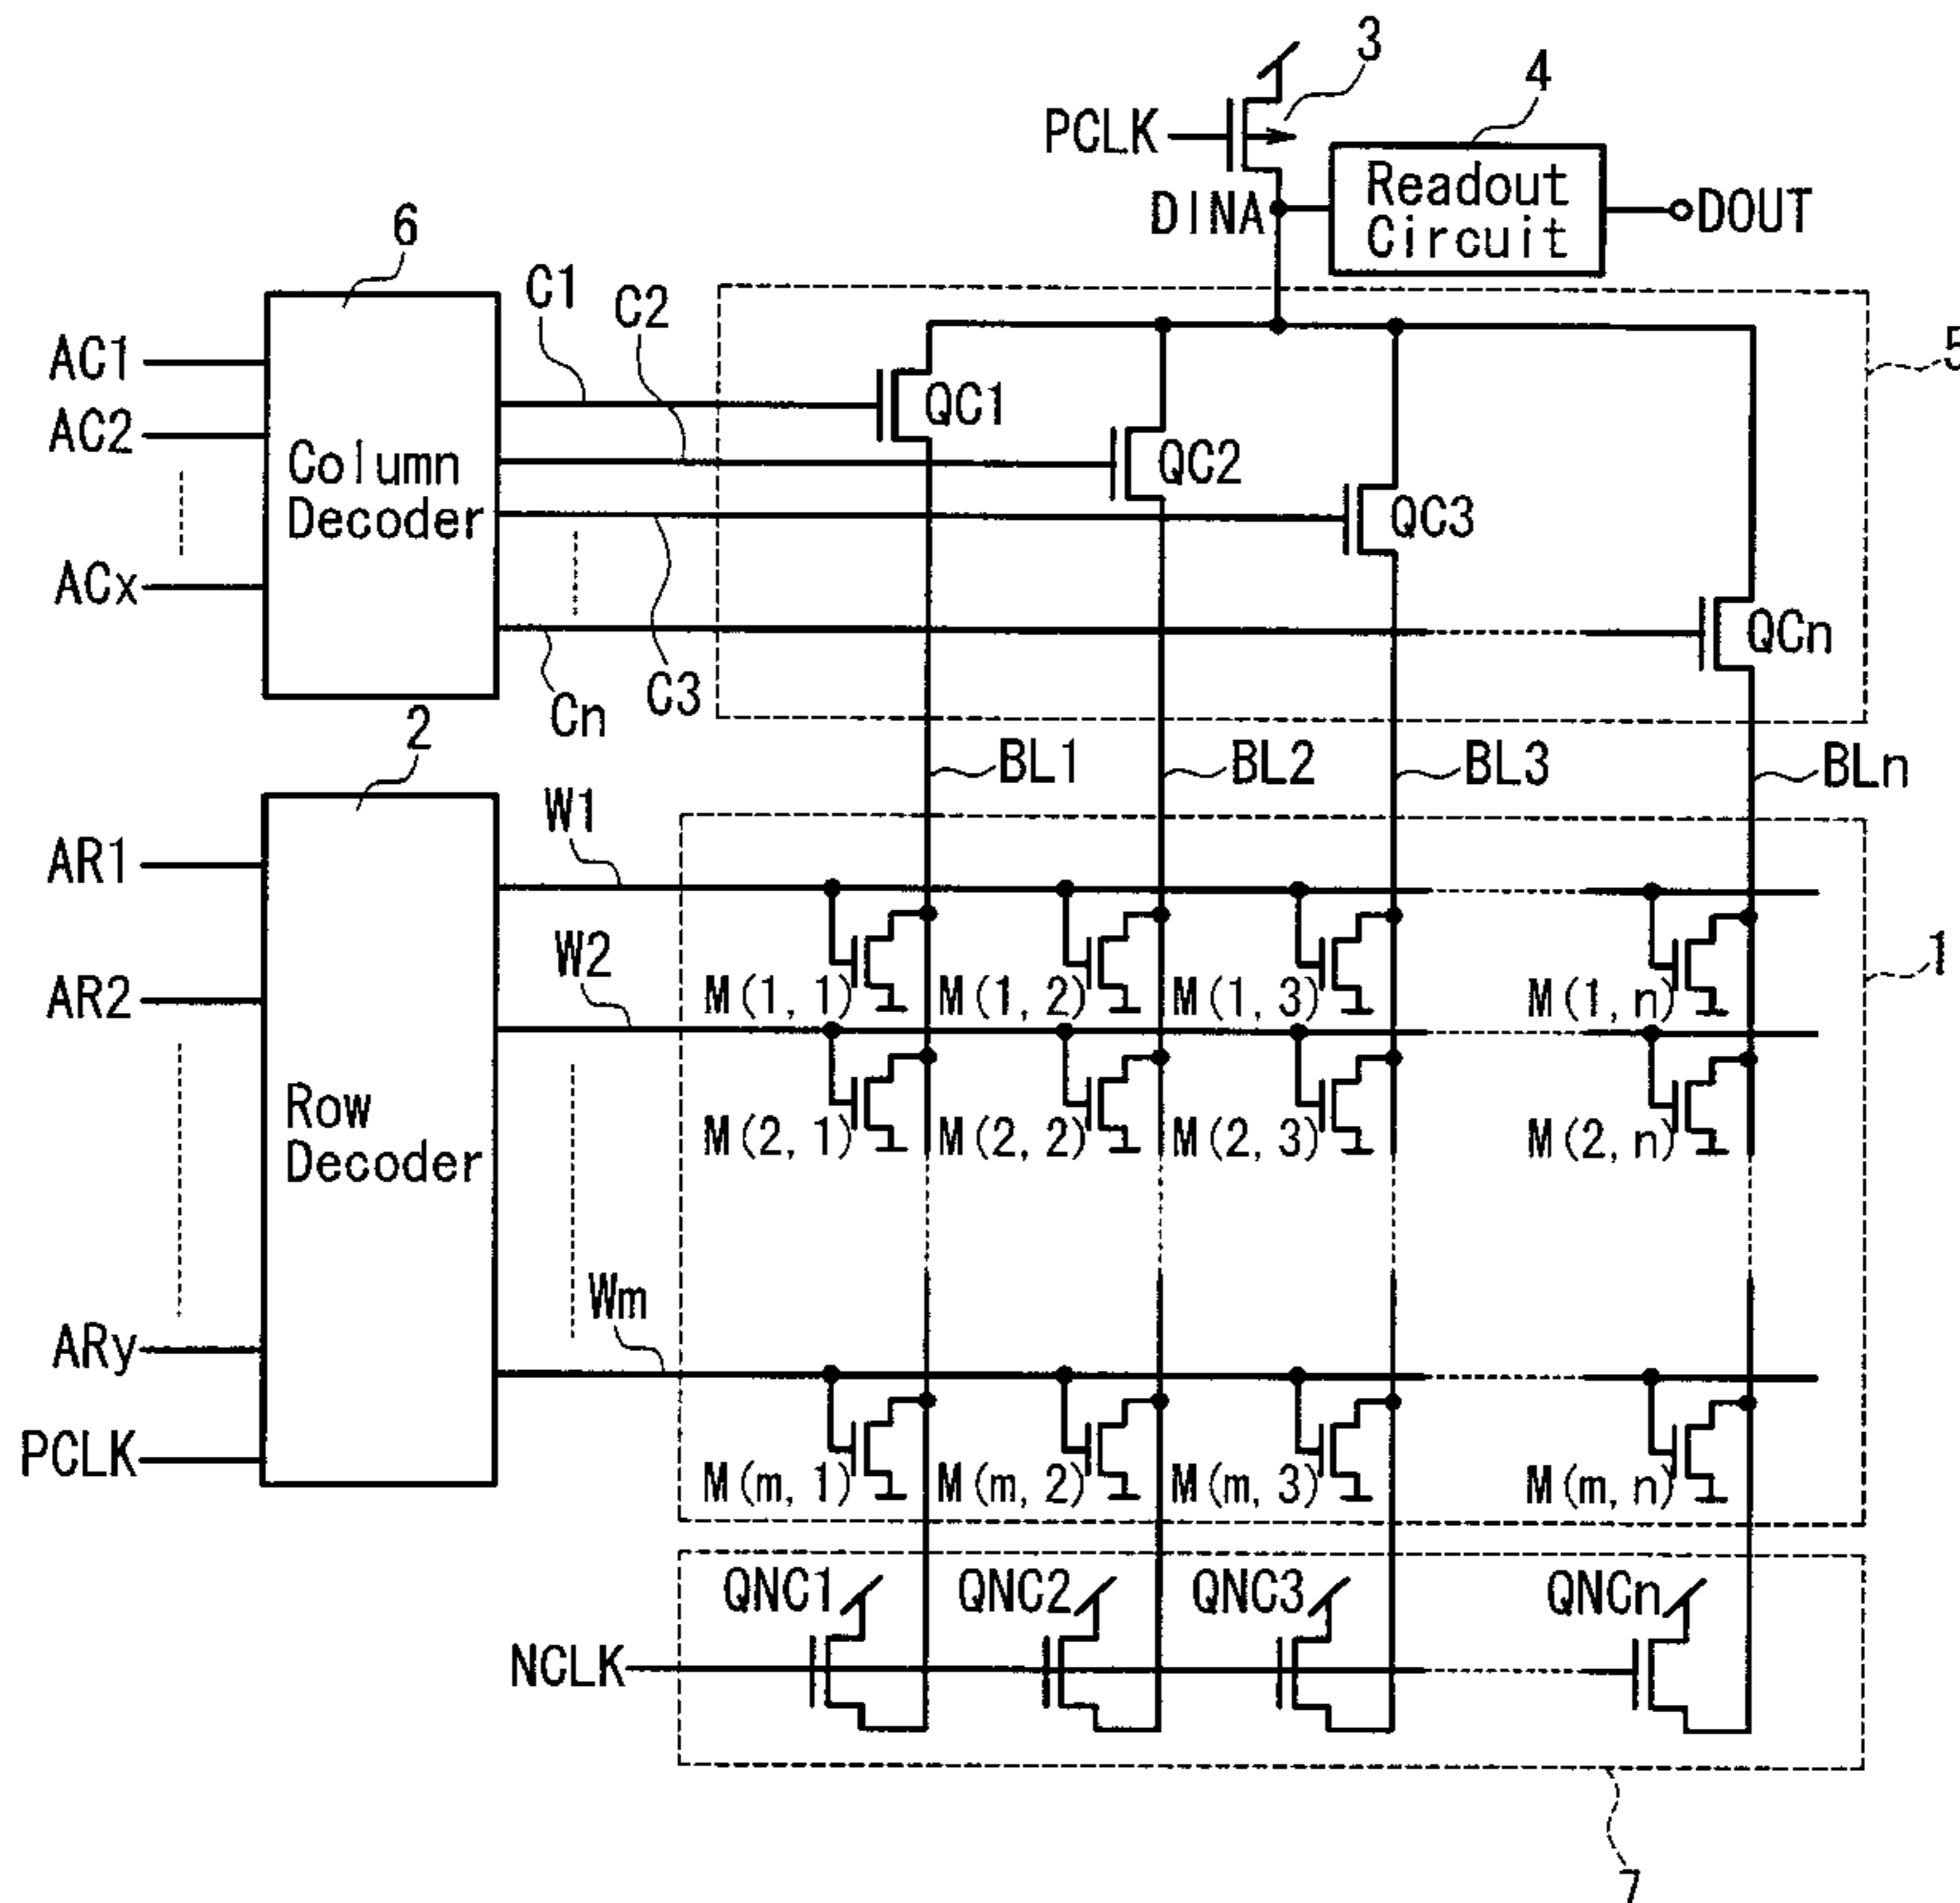 3
4
PCLK
Readout
Circuit
DINA
DOUT
6
C1
C2
5
AC1
AC2
ACx
Column
Decoder
QC1
QC2
QC3
QCn
C3
Cn
2
BL1
BL2
BL3
BLn
W1
AR1
W2
1
AR2
M(1, 1)
M(1, 2)
M(1, 3)
M(1, n)
Row
Decoder
M(2, 1)
M(2, 2)
M(2, 3)
M(2, n)
Wm
ARy
PCLK
M(m, 1)
M(m, 2)
M(m, 3)
M(m, n)
QNC1
QNC2
QNC3
QNCn
NCLK
7